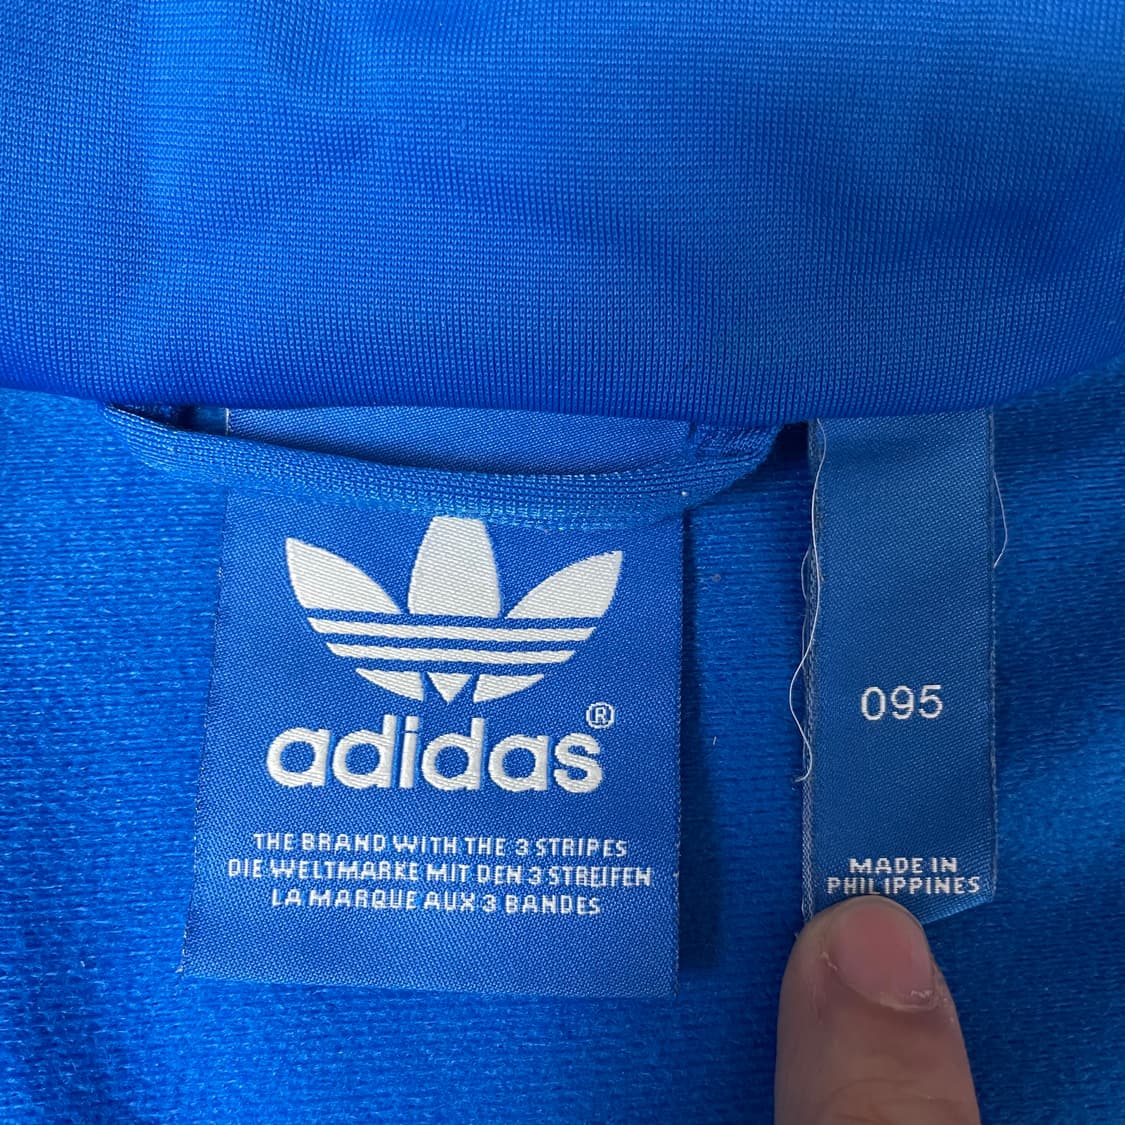 adidas®
THE BRAND WITH THE 3 STRIPES
DIE WELTMARKE MIT DEN 3 STREIFEN
LA MARQUE AUX 3 BANDES
095
MADE IN
PHILIPPINES